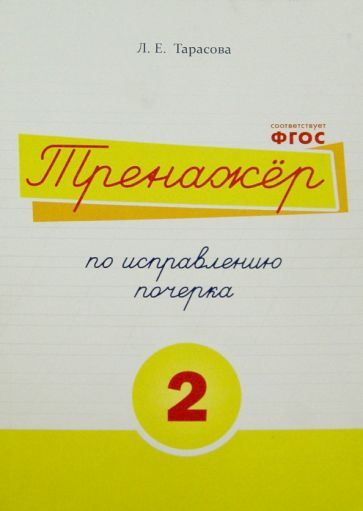 Л. Е. Тарасова
соответствует
ФГОС
Тренажёр
по исправлению
почерка
2